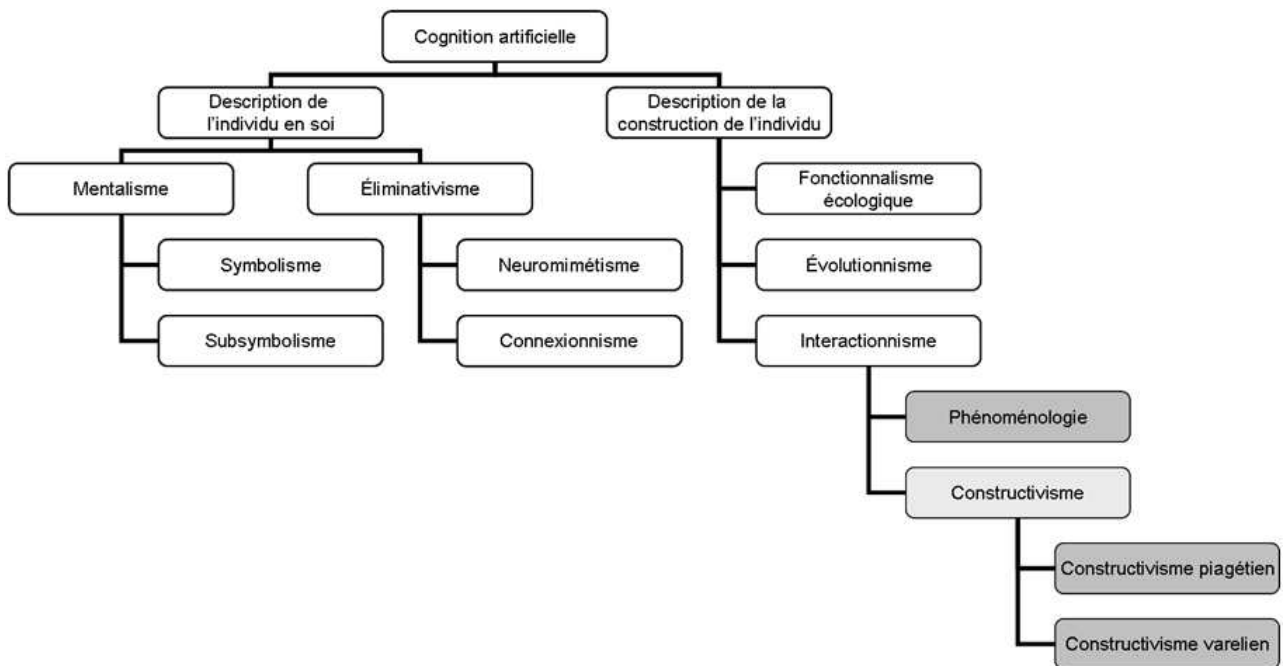 Cognition artificielle
Description de
l'individu en soi
Description de la
construction de l'individu
Mentalisme
Éliminativisme
Fonctionnalisme
écologique
Symbolisme
Neuromimétisme
Évolutionnisme
Subsymbolisme
Connexionnisme
Interactionnisme
Phénoménologie
Constructivisme
Constructivisme piagétien
Constructivisme varelien